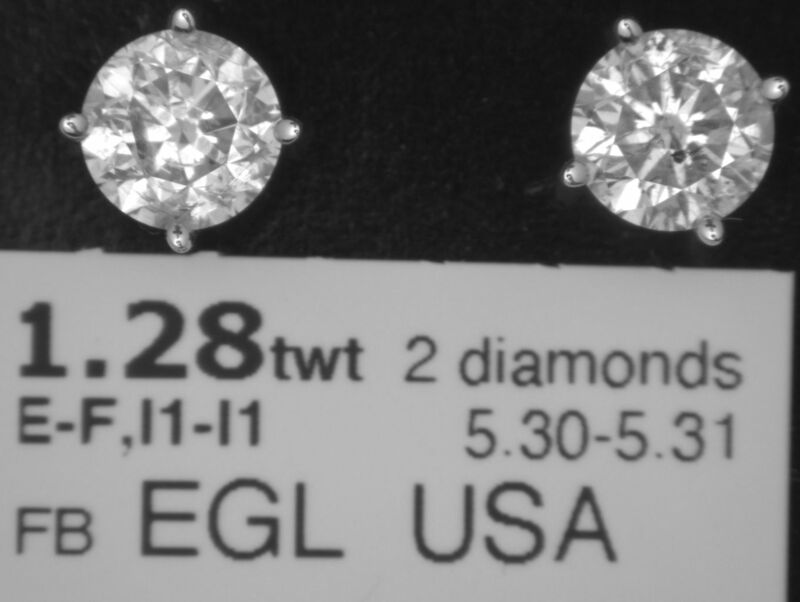 1.28twt 2 diamonds
E-F,I1-I1 5.30-5.31
FB EGL USA